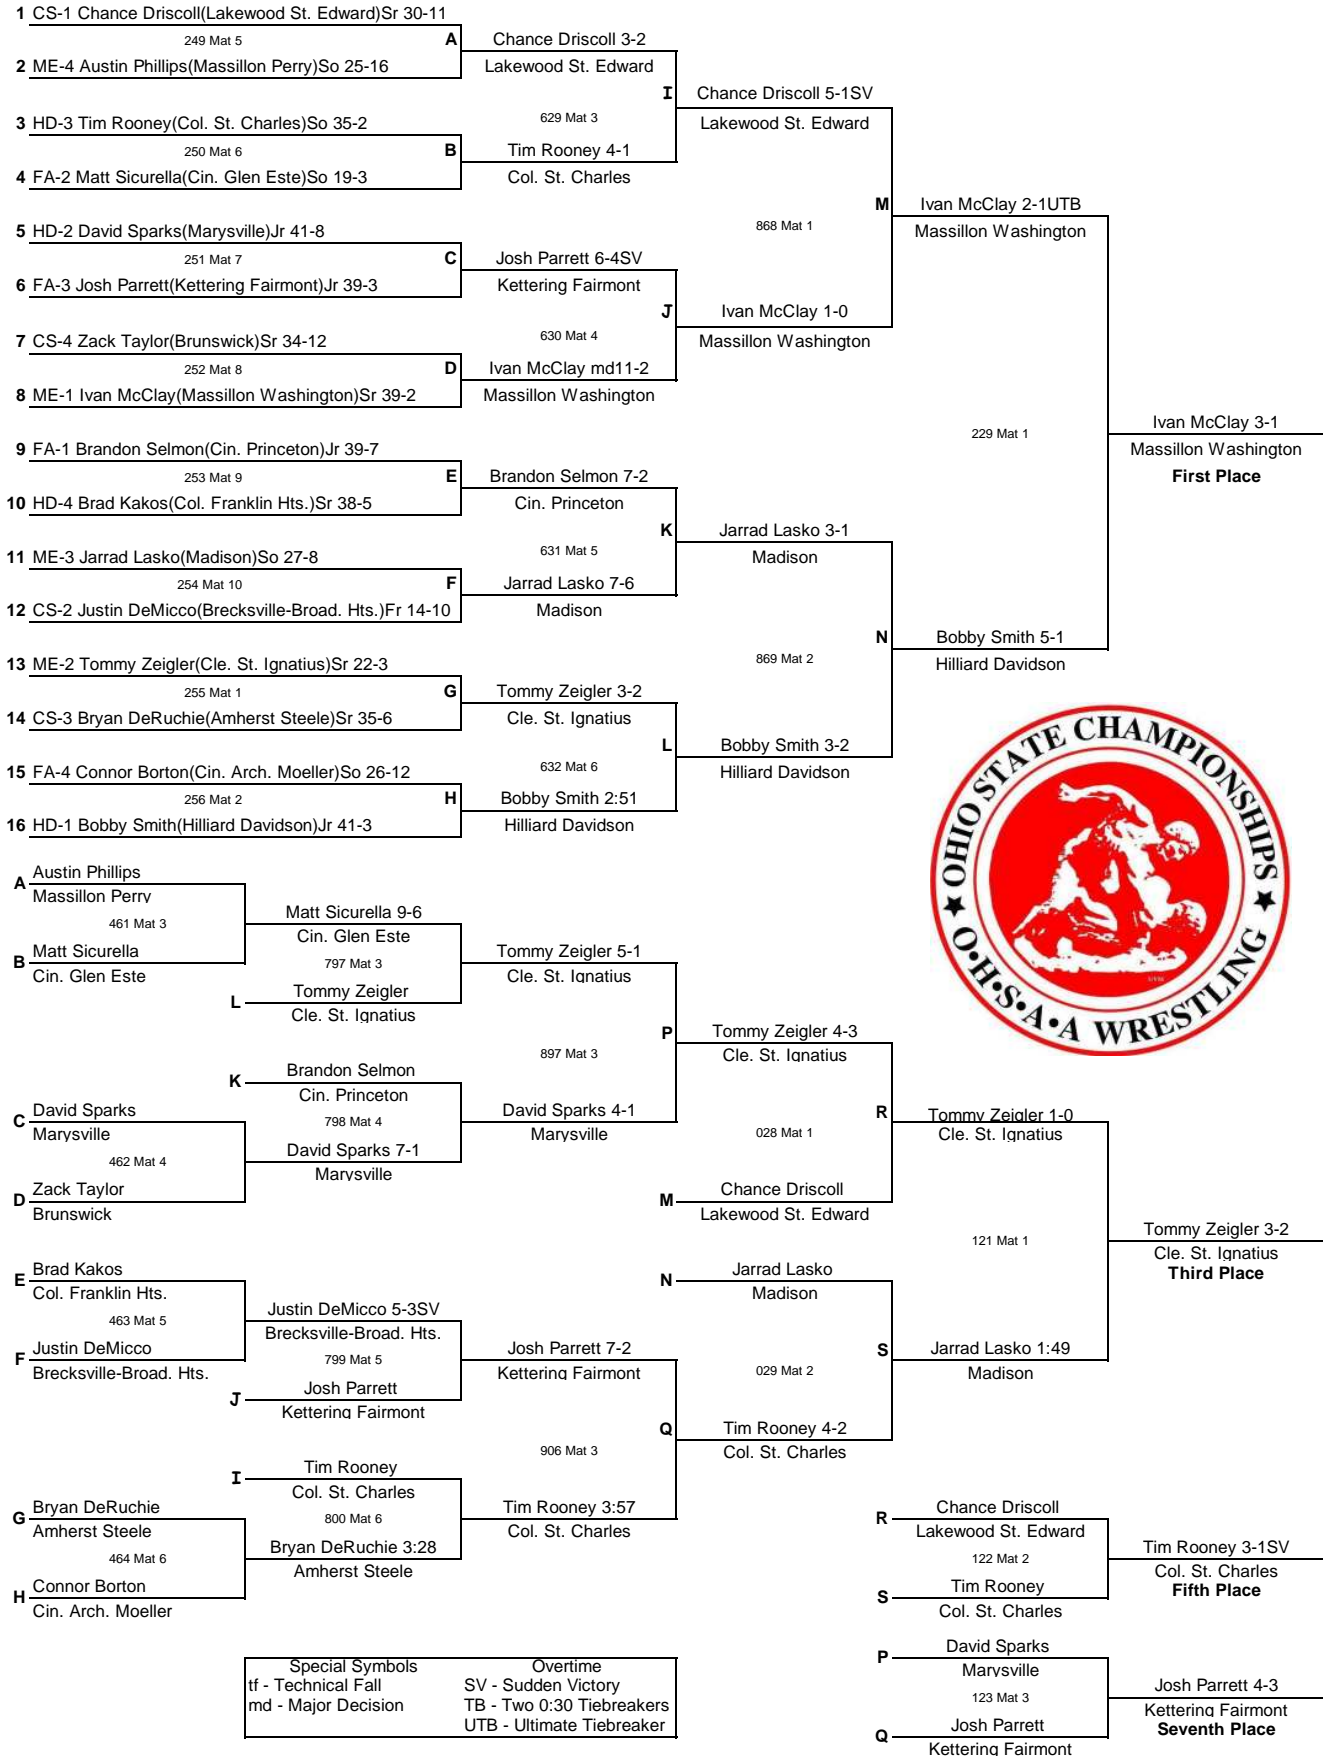 1 CS-1 Chance Driscoll(Lakewood St. Edward)Sr 30-11
249 Mat 5
A
2 ME-4 Austin Phillips(Massillon Perry)So 25-16
Chance Driscoll 3-2
Lakewood St. Edward
I
629 Mat 3
3 HD-3 Tim Rooney(Col. St. Charles)So 35-2
250 Mat 6
B
4 FA-2 Matt Sicurella(Cin. Glen Este)So 19-3
Tim Rooney 4-1
Col. St. Charles
Chance Driscoll 5-1SV
Lakewood St. Edward
M
868 Mat 1
5 HD-2 David Sparks(Marysville)Jr 41-8
251 Mat 7
C
6 FA-3 Josh Parrett(Kettering Fairmont)Jr 39-3
Josh Parrett 6-4SV
Kettering Fairmont
J
630 Mat 4
7 CS-4 Zack Taylor(Brunswick)Sr 34-12
252 Mat 8
D
8 ME-1 Ivan McClay(Massillon Washington)Sr 39-2
Ivan McClay md11-2
Massillon Washington
Ivan McClay 1-0
Massillon Washington
Ivan McClay 2-1UTB
Massillon Washington
229 Mat 1
9 FA-1 Brandon Selmon(Cin. Princeton)Jr 39-7
253 Mat 9
E
10 HD-4 Brad Kakos(Col. Franklin Hts.)Sr 38-5
Brandon Selmon 7-2
Cin. Princeton
K
631 Mat 5
11 ME-3 Jarrad Lasko(Madison)So 27-8
254 Mat 10
F
12 CS-2 Justin DeMicco(Brecksville-Broad. Hts.)Fr 14-10
Jarrad Lasko 7-6
Madison
Jarrad Lasko 3-1
Madison
N
869 Mat 2
13 ME-2 Tommy Zeigler(Cle. St. Ignatius)Sr 22-3
255 Mat 1
G
14 CS-3 Bryan DeRuchie(Amherst Steele)Sr 35-6
Tommy Zeigler 3-2
Cle. St. Ignatius
L
632 Mat 6
15 FA-4 Connor Borton(Cin. Arch. Moeller)So 26-12
256 Mat 2
H
16 HD-1 Bobby Smith(Hilliard Davidson)Jr 41-3
Bobby Smith 2:51
Hilliard Davidson
Bobby Smith 3-2
Hilliard Davidson
Bobby Smith 5-1
Hilliard Davidson
Ivan McClay 3-1
Massillon Washington
First Place
OHIO STATE CHAMPIONSHIPS
★ O•H•S•A•A WRESTLING ★
A
Austin Phillips
Massillon Perry
461 Mat 3
B
Matt Sicurella
Cin. Glen Este
Matt Sicurella 9-6
Cin. Glen Este
797 Mat 3
L
Tommy Zeigler
Cle. St. Ignatius
Tommy Zeigler 5-1
Cle. St. Ignatius
P
897 Mat 3
K
Brandon Selmon
Cin. Princeton
798 Mat 4
C
David Sparks
Marysville
462 Mat 4
D
Zack Taylor
Brunswick
David Sparks 7-1
Marysville
David Sparks 4-1
Marysville
Tommy Zeigler 4-3
Cle. St. Ignatius
R
028 Mat 1
M
Chance Driscoll
Lakewood St. Edward
Tommy Zeigler 1-0
Cle. St. Ignatius
121 Mat 1
E
Brad Kakos
Col. Franklin Hts.
463 Mat 5
F
Justin DeMicco
Brecksville-Broad. Hts.
Justin DeMicco 5-3SV
Brecksville-Broad. Hts.
799 Mat 5
J
Josh Parrett
Kettering Fairmont
Josh Parrett 7-2
Kettering Fairmont
Q
906 Mat 3
I
Tim Rooney
Col. St. Charles
800 Mat 6
G
Bryan DeRuchie
Amherst Steele
464 Mat 6
H
Connor Borton
Cin. Arch. Moeller
Bryan DeRuchie 3:28
Amherst Steele
Tim Rooney 3:57
Col. St. Charles
N
Jarrad Lasko
Madison
S
029 Mat 2
Tim Rooney 4-2
Col. St. Charles
Jarrad Lasko 1:49
Madison
Tommy Zeigler 3-2
Cle. St. Ignatius
Third Place
R
Chance Driscoll
Lakewood St. Edward
122 Mat 2
S
Tim Rooney
Col. St. Charles
Tim Rooney 3-1SV
Col. St. Charles
Fifth Place
P
David Sparks
Marysville
123 Mat 3
Q
Josh Parrett
Kettering Fairmont
Josh Parrett 4-3
Kettering Fairmont
Seventh Place
Special Symbols
tf - Technical Fall
md - Major Decision
Overtime
SV - Sudden Victory
TB - Two 0:30 Tiebreakers
UTB - Ultimate Tiebreaker